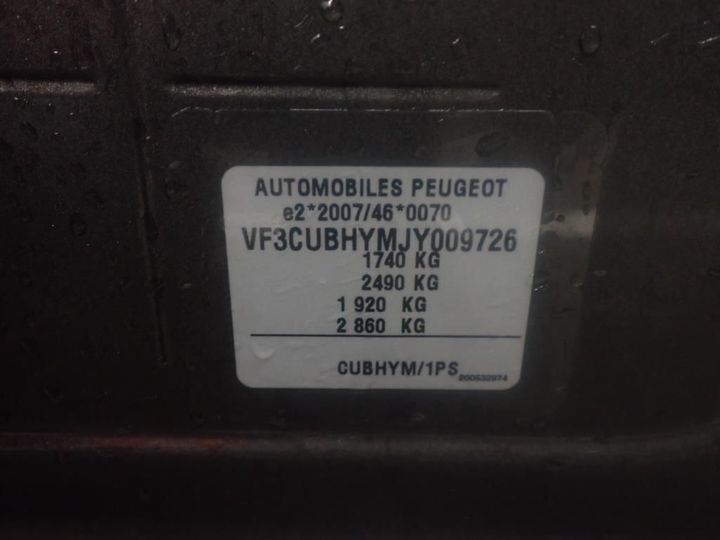 AUTOMOBILES PEUGEOT
e2*2007/46*0070
VF3CUBHYMJY009726
1740 KG
2490 KG
1 920 KG
2 860 KG
CUBHYM/1PS
200532974